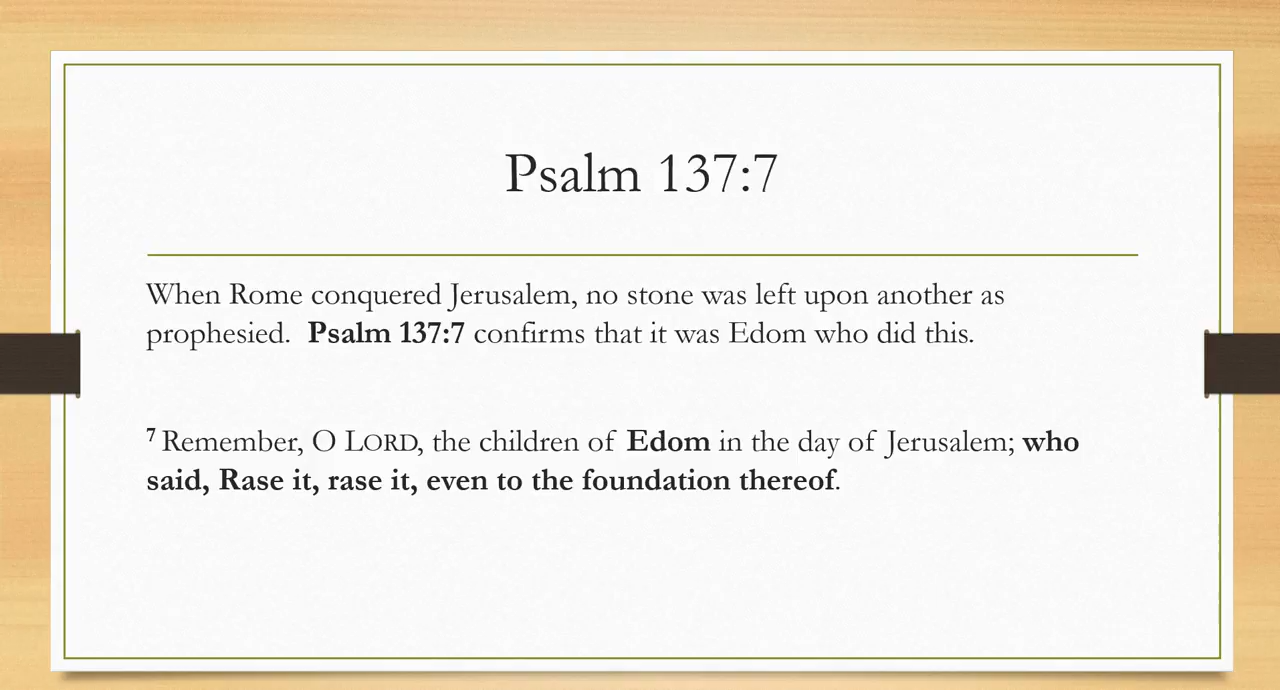 Psalm 137:7
When Rome conquered Jerusalem, no stone was left upon another as
prophesied.  Psalm 137:7 confirms that it was Edom who did this.
7 Remember, O LORD, the children of Edom in the day of Jerusalem; who
said, Rase it, rase it, even to the foundation thereof.